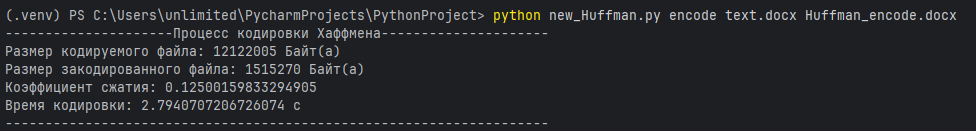 (.venv) PS C:\Users\unlimited\PycharmProjects\PythonProject> python new_Huffman.py encode text.docx Huffman_encode.docx
---------------------Процесс кодировки Хаффмена---------------------
Размер кодируемого файла: 12122005 Байт(а)
Размер закодированного файла: 1515270 Байт(а)
Коэффициент сжатия: 0.12500159833294905
Время кодировки: 2.7940707206726074 с
--------------------------------------------------------------------